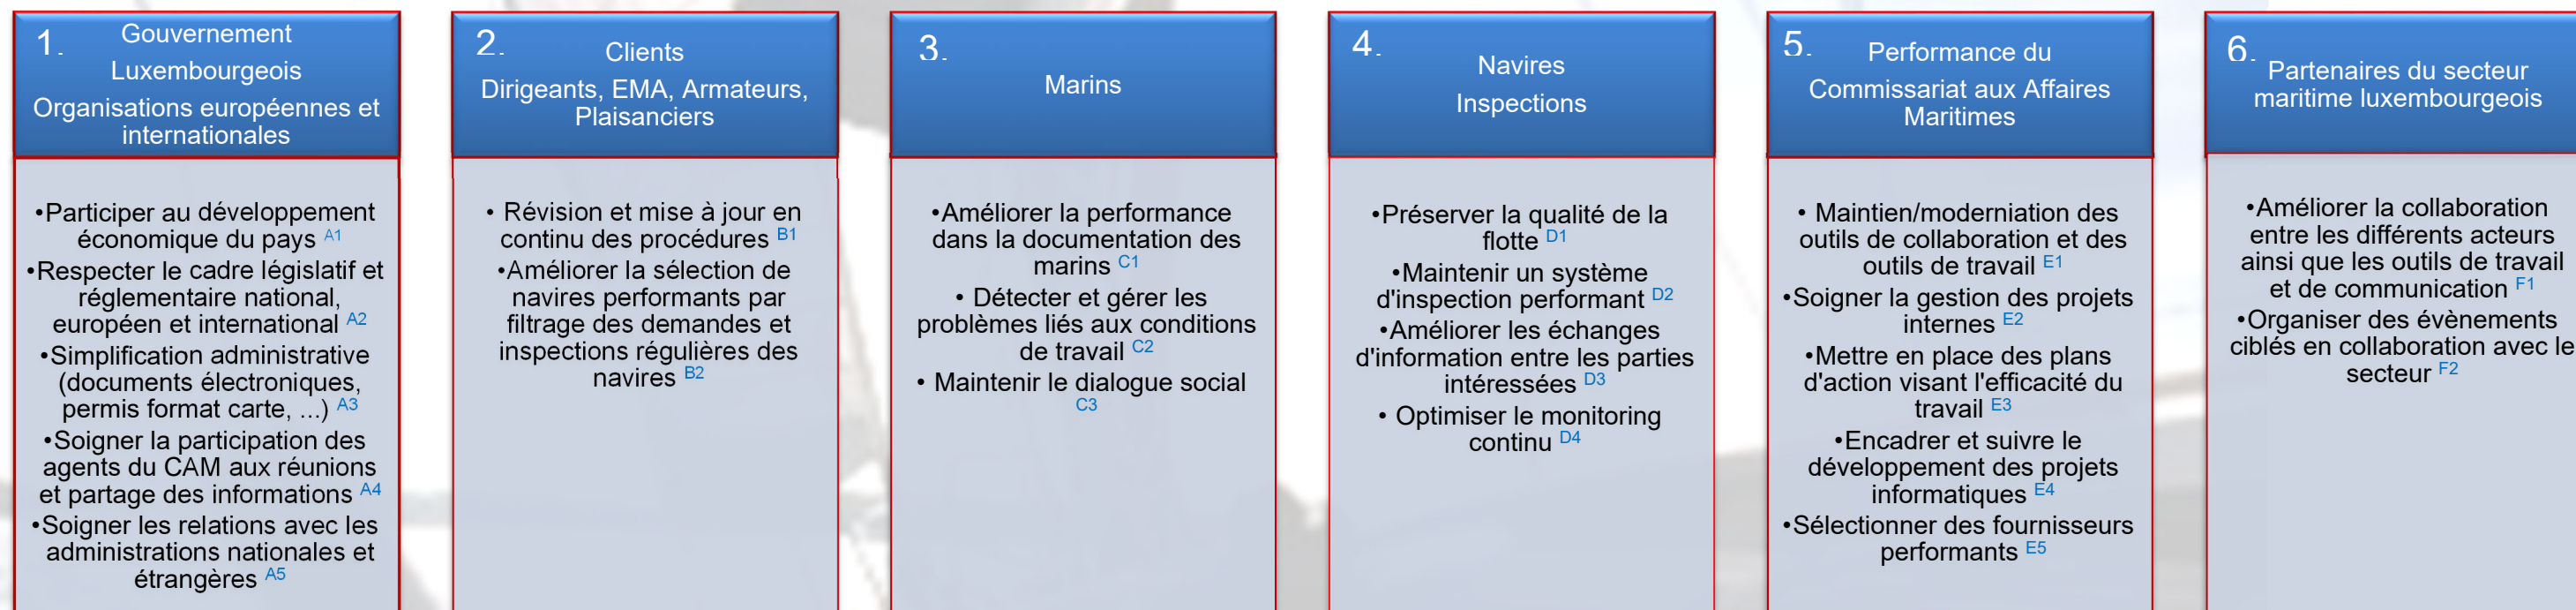 1.
Gouvernement
Luxembourgeois
Organisations européennes et
internationales
•Participer au développement
économique du pays A1
•Respecter le cadre législatif et
réglementaire national,
européen et international A2
•Simplification administrative
(documents électroniques,
permis format carte, ...) A3
•Soigner la participation des
agents du CAM aux réunions
et partage des informations A4
•Soigner les relations avec les
administrations nationales et
étrangères A5
2.
Clients
Dirigeants, EMA, Armateurs,
Plaisanciers
• Révision et mise à jour en
continu des procédures B1
•Améliorer la sélection de
navires performants par
filtrage des demandes et
inspections régulières des
navires B2
3.
Marins
•Améliorer la performance
dans la documentation des
marins C1
• Détecter et gérer les
problèmes liés aux conditions
de travail C2
• Maintenir le dialogue social
C3
4.
Navires
Inspections
•Préserver la qualité de la
flotte D1
•Maintenir un système
d'inspection performant D2
•Améliorer les échanges
d'information entre les parties
intéressées D3
• Optimiser le monitoring
continu D4
5.
Performance du
Commissariat aux Affaires
Maritimes
• Maintien/moderniation des
outils de collaboration et des
outils de travail E1
•Soigner la gestion des projets
internes E2
•Mettre en place des plans
d'action visant l'efficacité du
travail E3
•Encadrer et suivre le
développement des projets
informatiques E4
•Sélectionner des fournisseurs
performants E5
6.
Partenaires du secteur
maritime luxembourgeois
•Améliorer la collaboration
entre les différents acteurs
ainsi que les outils de travail
et de communication F1
•Organiser des évènements
ciblés en collaboration avec le
secteur F2